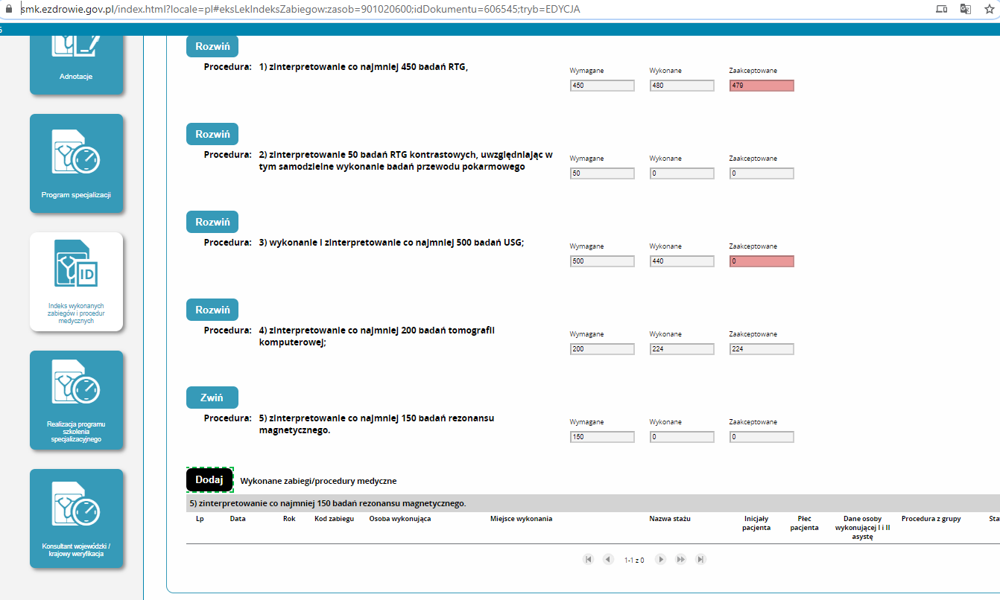 smk.ezdrowie.gov.pl/index.html?locale=pl#eksLekIndeksZabiegow:zasob=901020600;idDokumentu=606545;tryb=EDYCJA
Adnotacje
Program specjalizacji
ID
Indeks wykonanych
zabiegów i procedur
medycznych
Realizacja programu
szkolenia
specjalizacyjnego
Konsultant wojewódzki /
krajowy weryfikacja
Rozwiń
Procedura: 1) zinterpretowanie co najmniej 450 badań RTG,
Wymagane Wykonane Zaakceptowane
450 480 479
Rozwiń
Procedura: 2) zinterpretowanie 50 badań RTG kontrastowych, uwzględniając w
tym samodzielne wykonanie badań przewodu pokarmowego
Wymagane Wykonane Zaakceptowane
50 0 0
Rozwiń
Procedura: 3) wykonanie i zinterpretowanie co najmniej 500 badań USG;
Wymagane Wykonane Zaakceptowane
500 440 0
Rozwiń
Procedura: 4) zinterpretowanie co najmniej 200 badań tomografii
komputerowej;
Wymagane Wykonane Zaakceptowane
200 224 224
Zwiń
Procedura: 5) zinterpretowanie co najmniej 150 badań rezonansu
magnetycznego.
Wymagane Wykonane Zaakceptowane
150 0 0
Dodaj Wykonane zabiegi/procedury medyczne
5) zinterpretowanie co najmniej 150 badań rezonansu magnetycznego.
Lp Data Rok Kod zabiegu Osoba wykonująca Miejsce wykonania Nazwa stażu Inicjały Płeć Dane osoby Procedura z grupy Sta
pacjenta pacjenta wykonującej I i II
asystę
1-1 z 0